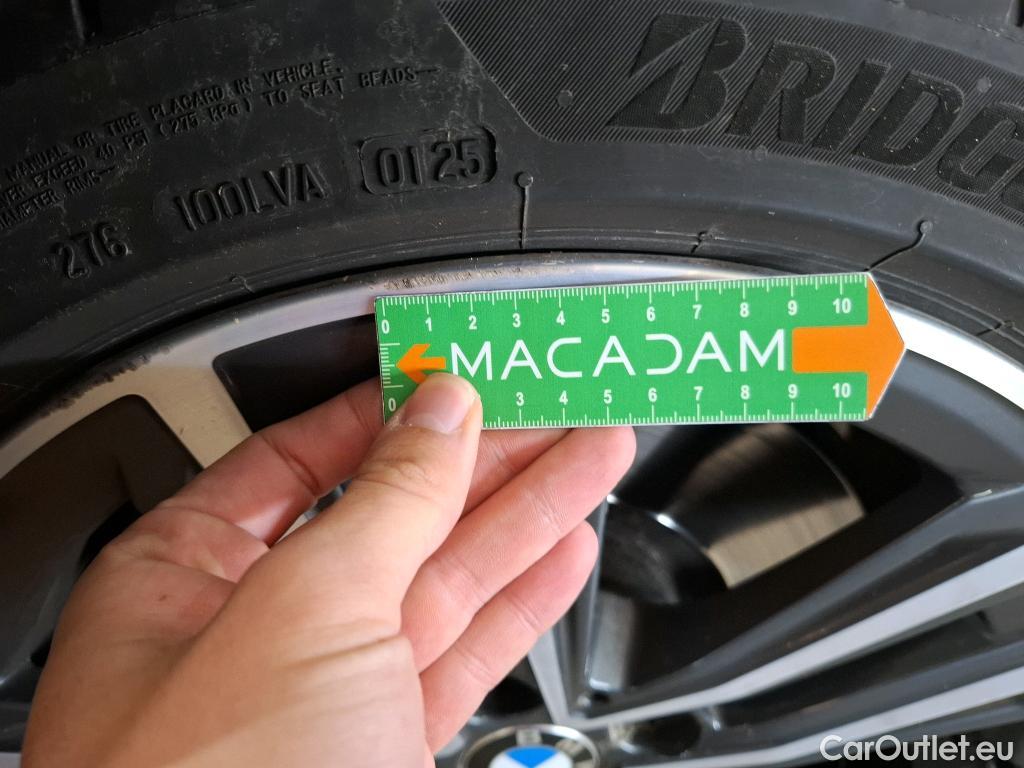 MANUAL OR TIRE PLACARD IN VEHICLE.
EXCEED 40 PSI (275 KPa) TO SEAT BEADS
DIAMETER RIMS
276 100LVA 0125
BRIDG
0 1 2 3 4 5 6 7 8 9 10
MACADAM
0 3 4 5 6 7 8 9 10
CarOutlet.eu